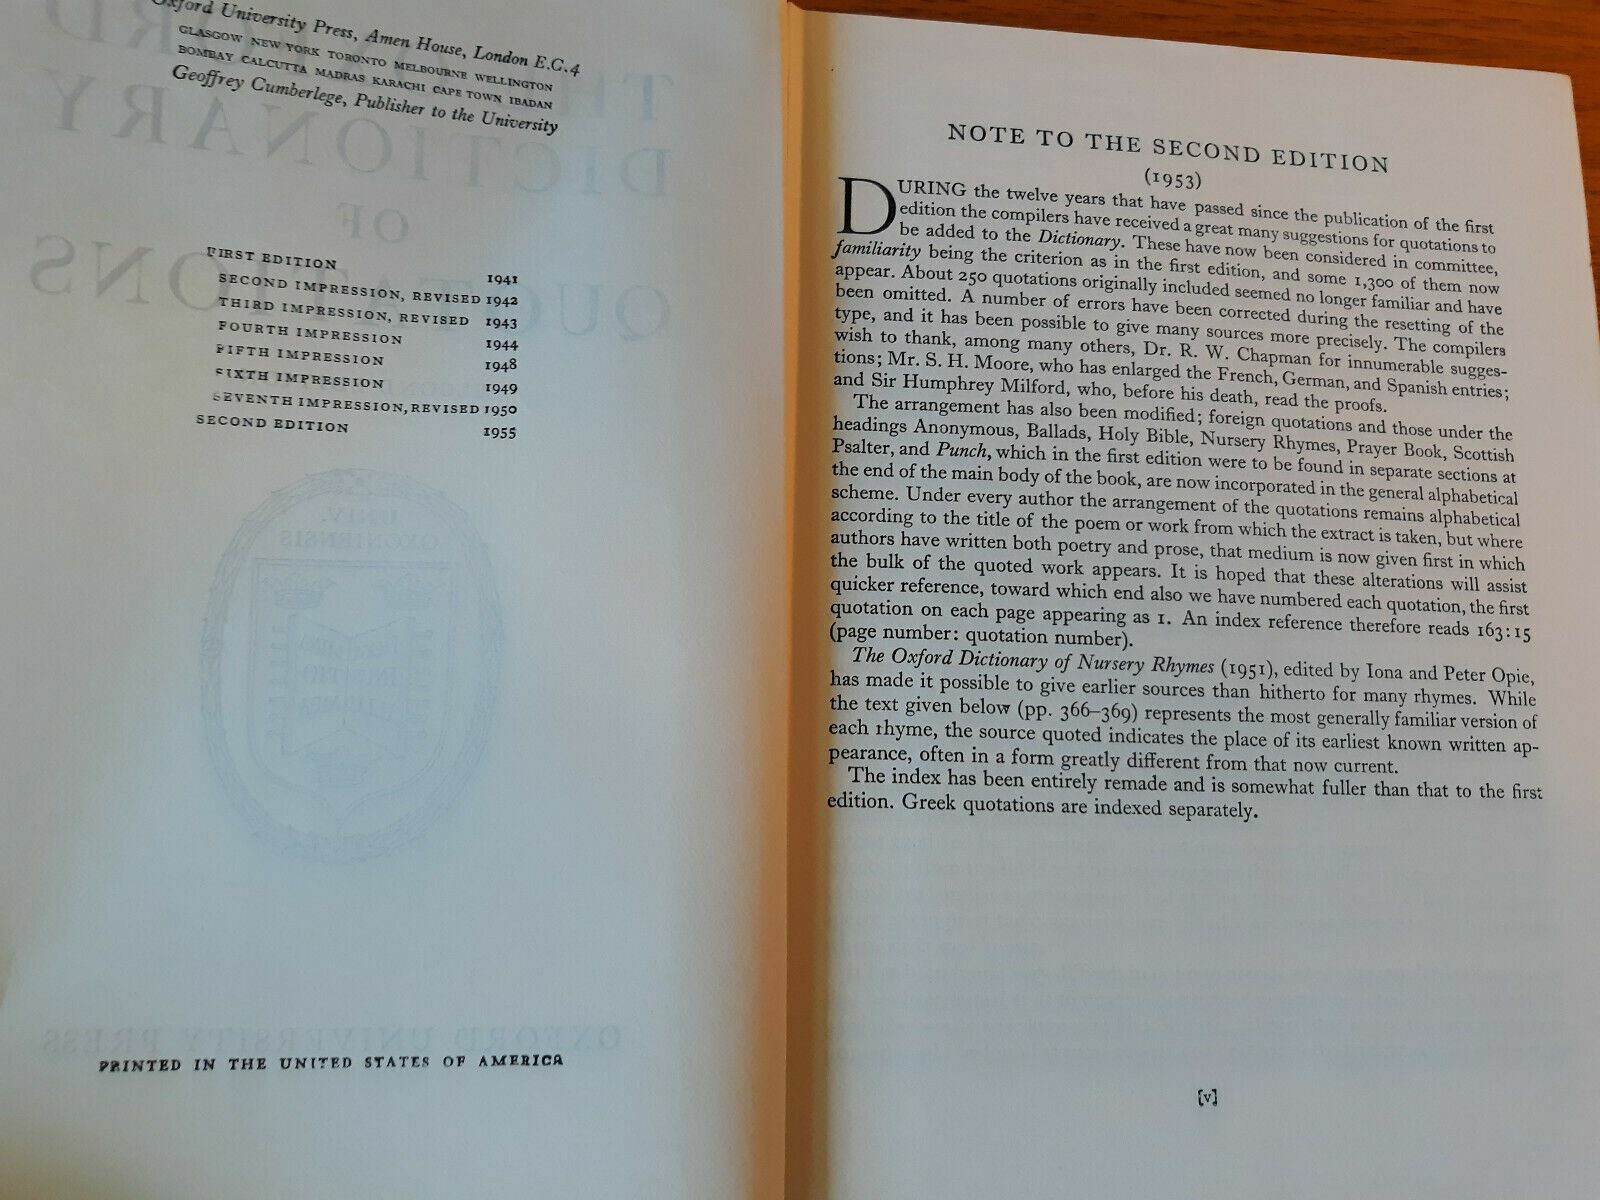 Oxford University Press, Amen House, London E.C.4
GLASGOW NEW YORK TORONTO MELBOURNE WELLINGTON
BOMBAY CALCUTTA MADRAS KARACHI CAPE TOWN IBADAN
Geoffrey Cumberlege, Publisher to the University
FIRST EDITION 1941
SECOND IMPRESSION, REVISED 1942
THIRD IMPRESSION, REVISED 1943
FOURTH IMPRESSION 1944
FIFTH IMPRESSION 1948
SIXTH IMPRESSION 1949
SEVENTH IMPRESSION, REVISED 1950
SECOND EDITION 1955
PRINTED IN THE UNITED STATES OF AMERICA
NOTE TO THE SECOND EDITION
(1953)
DURING the twelve years that have passed since the publication of the first
edition the compilers have received a great many suggestions for quotations to
be added to the Dictionary. These have now been considered in committee,
familiarity being the criterion as in the first edition, and some 1,300 of them now
appear. About 250 quotations originally included seemed no longer familiar and have
been omitted. A number of errors have been corrected during the resetting of the
type, and it has been possible to give many sources more precisely. The compilers
wish to thank, among many others, Dr. R. W. Chapman for innumerable sugges-
tions; Mr. S. H. Moore, who has enlarged the French, German, and Spanish entries;
and Sir Humphrey Milford, who, before his death, read the proofs.
The arrangement has also been modified; foreign quotations and those under the
headings Anonymous, Ballads, Holy Bible, Nursery Rhymes, Prayer Book, Scottish
Psalter, and Punch, which in the first edition were to be found in separate sections at
the end of the main body of the book, are now incorporated in the general alphabetical
scheme. Under every author the arrangement of the quotations remains alphabetical
according to the title of the poem or work from which the extract is taken, but where
authors have written both poetry and prose, that medium is now given first in which
the bulk of the quoted work appears. It is hoped that these alterations will assist
quicker reference, toward which end also we have numbered each quotation, the first
quotation on each page appearing as 1. An index reference therefore reads 163:15
(page number: quotation number).
The Oxford Dictionary of Nursery Rhymes (1951), edited by Iona and Peter Opie,
has made it possible to give earlier sources than hitherto for many rhymes. While
the text given below (pp. 366–369) represents the most generally familiar version of
each rhyme, the source quoted indicates the place of its earliest known written ap-
pearance, often in a form greatly different from that now current.
The index has been entirely remade and is somewhat fuller than that to the first
edition. Greek quotations are indexed separately.
[v]